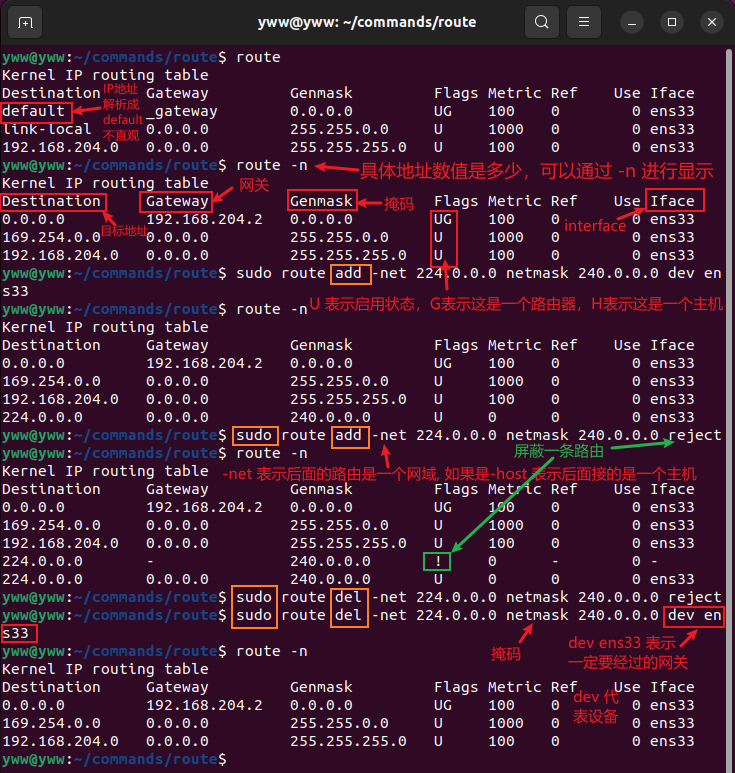 yww@yww: ~/commands/route
yww@yww:~/commands/route$ route
Kernel IP routing table
Destination Gateway Genmask Flags Metric Ref Use Iface
IP地址
解析成
default
不直观
default _gateway 0.0.0.0 UG 100 0 0 ens33
link-local 0.0.0.0 255.255.0.0 U 1000 0 0 ens33
192.168.204.0 0.0.0.0 255.255.255.0 U 100 0 0 ens33
yww@yww:~/commands/route$ route -n
具体地址数值是多少，可以通过 -n 进行显示
Kernel IP routing table
网关
Destination Gateway Genmask Flags Metric Ref Use Iface
掩码
0.0.0.0 192.168.204.2 0.0.0.0 UG 100 0 0 ens33
目标地址
interface
169.254.0.0 0.0.0.0 255.255.0.0 U 1000 0 0 ens33
192.168.204.0 0.0.0.0 255.255.255.0 U 100 0 0 ens33
yww@yww:~/commands/route$ sudo route add -net 224.0.0.0 netmask 240.0.0.0 dev en
s33
U 表示启用状态，G表示这是一个路由器，H表示这是一个主机
yww@yww:~/commands/route$ route -n
Kernel IP routing table
Destination Gateway Genmask Flags Metric Ref Use Iface
0.0.0.0 192.168.204.2 0.0.0.0 UG 100 0 0 ens33
169.254.0.0 0.0.0.0 255.255.0.0 U 1000 0 0 ens33
192.168.204.0 0.0.0.0 255.255.255.0 U 100 0 0 ens33
224.0.0.0 0.0.0.0 240.0.0.0 U 0 0 0 ens33
yww@yww:~/commands/route$ sudo route add -net 224.0.0.0 netmask 240.0.0.0 reject
屏蔽一条路由
yww@yww:~/commands/route$ route -n
Kernel IP routing table
-net 表示后面的路由是一个网域, 如果是-host 表示后面接的是一个主机
Destination Gateway Genmask Flags Metric Ref Use Iface
0.0.0.0 192.168.204.2 0.0.0.0 UG 100 0 0 ens33
169.254.0.0 0.0.0.0 255.255.0.0 U 1000 0 0 ens33
192.168.204.0 0.0.0.0 255.255.255.0 U 100 0 0 ens33
224.0.0.0 - 240.0.0.0 ! 0 - 0 -
224.0.0.0 0.0.0.0 240.0.0.0 U 0 0 0 ens33
yww@yww:~/commands/route$ sudo route del -net 224.0.0.0 netmask 240.0.0.0 reject
yww@yww:~/commands/route$ sudo route del -net 224.0.0.0 netmask 240.0.0.0 dev en
s33
掩码
dev ens33 表示
一定要经过的网关
yww@yww:~/commands/route$ route -n
Kernel IP routing table
Destination Gateway Genmask Flags Metric Ref Use Iface
dev 代
表设备
0.0.0.0 192.168.204.2 0.0.0.0 UG 100 0 0 ens33
169.254.0.0 0.0.0.0 255.255.0.0 U 1000 0 0 ens33
192.168.204.0 0.0.0.0 255.255.255.0 U 100 0 0 ens33
yww@yww:~/commands/route$